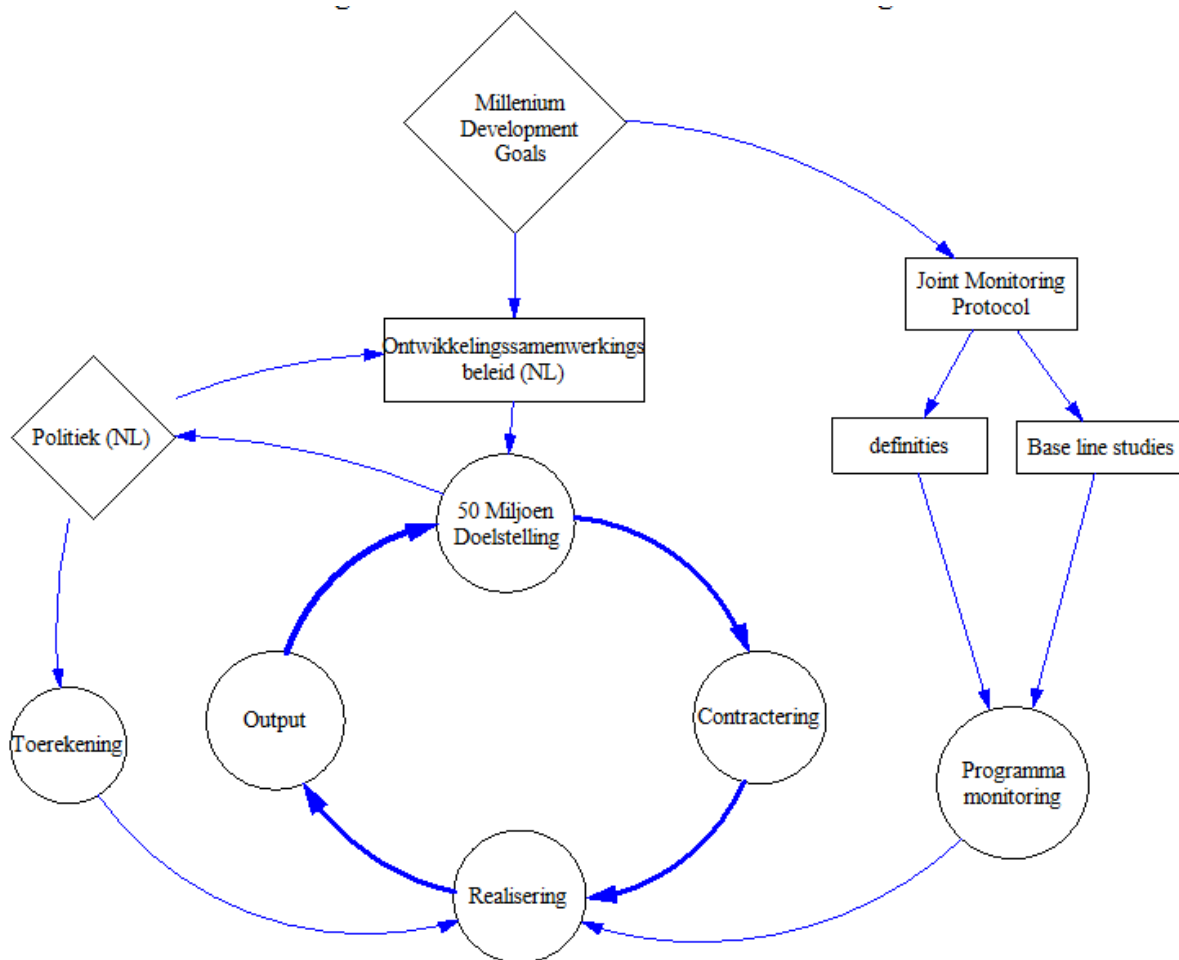 Millenium
Development
Goals
Joint Monitoring
Protocol
Ontwikkelingssamenwerkings
beleid (NL)
Politiek (NL)
definities
Base line studies
50 Miljoen
Doelstelling
Output
Contractering
Toerekening
Programma
monitoring
Realisering